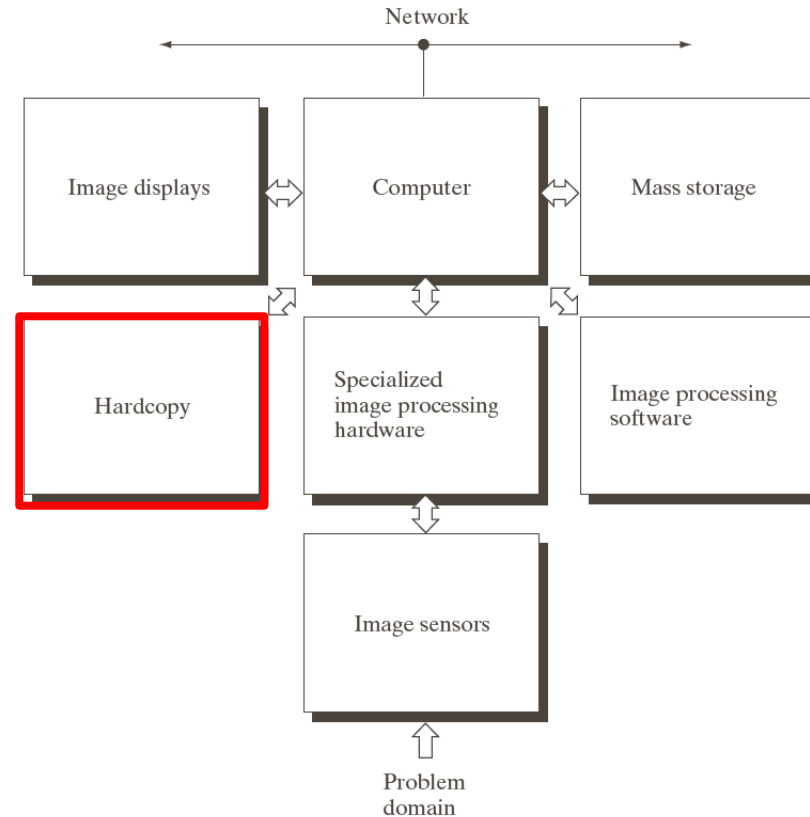 Network
Image displays
Computer
Mass storage
Hardcopy
Specialized
image processing
hardware
Image processing
software
Image sensors
Problem
domain